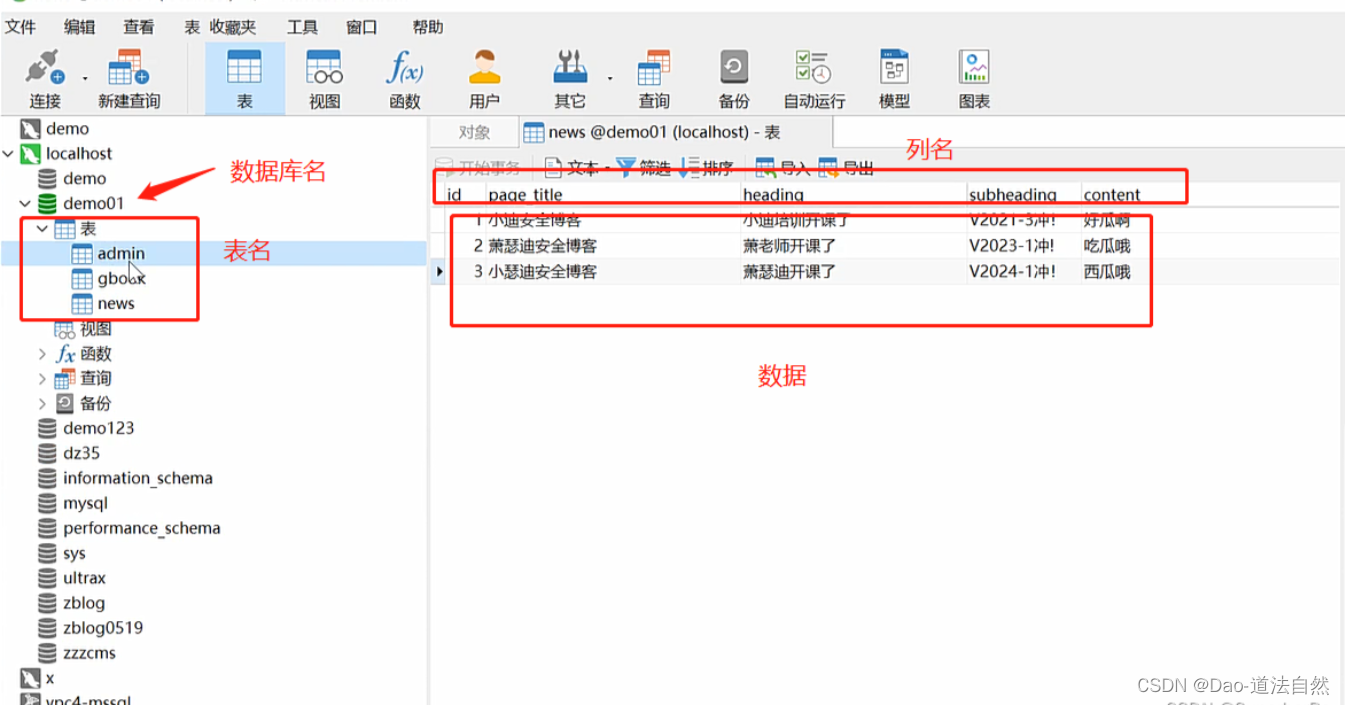 文件 编辑 查看 表 收藏夹 工具 窗口 帮助
连接 新建查询 表 视图 函数 用户 其它 查询 备份 自动运行 模型 图表
demo
localhost
demo
demo01
表
admin
gbook
news
视图
函数
查询
备份
demo123
dz35
information_schema
mysql
performance_schema
sys
ultrax
zblog
zblog0519
zzzcms
x
vpc4-mssql
数据库名
表名
对象 news @demo01 (localhost) - 表
列名
开始事务 文本 筛选 排序 导入 导出
id page_title heading subheading content
1 小迪安全博客 小迪培训开课了 V2021-3冲! 好瓜啊
2 萧瑟迪安全博客 萧老师开课了 V2023-1冲! 吃瓜哦
3 小瑟迪安全博客 萧瑟迪开课了 V2024-1冲! 西瓜哦
数据
CSDN @Dao-道法自然